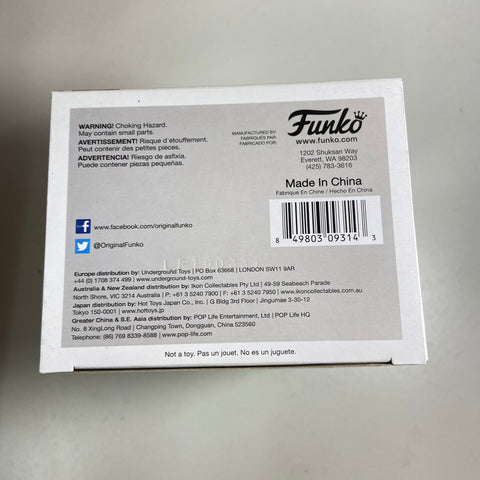 WARNING! Choking Hazard.
May contain small parts.
AVERTISSEMENT! Risque d'étouffement.
Peut contenir des petites pièces.
ADVERTENCIA! Riesgo de asfixia.
Puede contener piezas pequeñas.
MANUFACTURED BY:
FABRIQUÉS PAR:
FABRICADO POR:
Funko
www.funko.com
1202 Shuksan Way
Everett, WA 98203
(425) 783-3616
Made In China
Fabriqué En Chine / Hecho En China
8 49803 09314 3
www.facebook.com/originalfunko
@OriginalFunko
Europe distribution by: Underground Toys | PO Box 63668 | LONDON SW11 9AR
+44 (0) 1708 374 499 | www.underground-toys.com
Australia & New Zealand distribution by: Ikon Collectables Pty Ltd | 49-59 Seabeach Parade
North Shore, VIC 3214 Australia | P: +61 3 5240 7900 | F: +61 3 5240 7950 | www.ikoncollectables.com.au
Japan distribution by: Hot Toys Japan Co., Inc. | G Bldg 3rd Floor | Jingumae 3-30-12
Tokyo 150-0001 | www.hottoys.jp
Greater China & S.E. Asia distribution by: POP Life Entertainment, Ltd | POP Life HQ
No. 8 XingLong Road | Changping Town, Dongguan, China 523560
Telephone: (86) 769 8339-8588 | www.pop-life.com
Not a toy. Pas un jouet. No es un juguete.